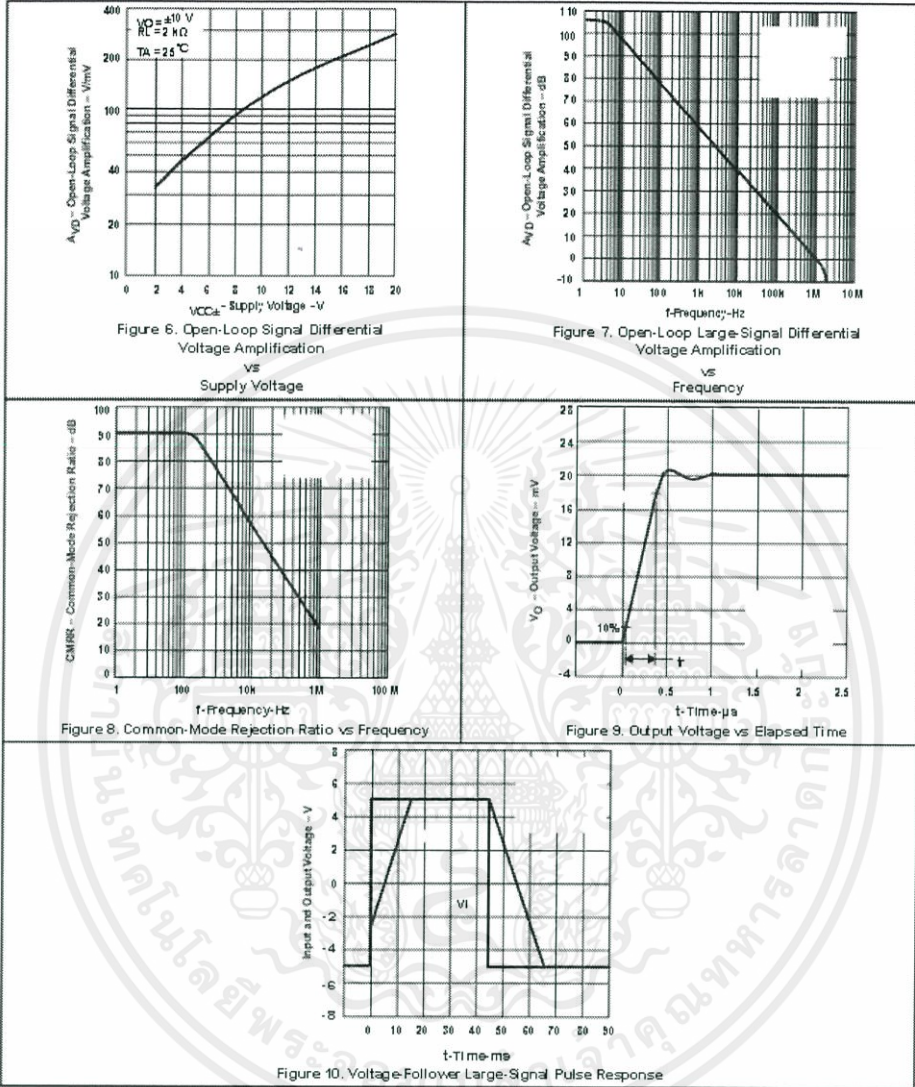 400
200
100
40
20
10
VO = ±10 V
RL = 2 kΩ
TA = 25°C
AVD – Open-Loop Signal Differential
Voltage Amplification – V/mV
0 2 4 6 8 10 12 14 16 18 20
VCC± – Supply Voltage – V
Figure 6. Open-Loop Signal Differential
Voltage Amplification
vs
Supply Voltage
110
100
90
80
70
60
50
40
30
20
10
0
-10
AVD – Open-Loop Signal Differential
Voltage Amplification – dB
1 10 100 1k 10K 100K 1M 10M
f-Frequency-Hz
Figure 7. Open-Loop Large-Signal Differential
Voltage Amplification
vs
Frequency
100
90
80
70
60
50
40
30
20
10
0
CMRR – Common-Mode Rejection Ratio – dB
1 100 10k 1M 100 M
f-Frequency-Hz
Figure 8. Common-Mode Rejection Ratio vs Frequency
28
24
20
16
12
8
4
0
-4
VO – Output Voltage – mV
10%
0 0.5 1 1.5 2 2.5
t-Time-µs
Figure 9. Output Voltage vs Elapsed Time
8
6
4
2
0
-2
-4
-6
-8
Input and Output Voltage – V
VI
0 10 20 30 40 50 60 70 80 90
t-Time-ms
Figure 10. Voltage-Follower Large-Signal Pulse Response